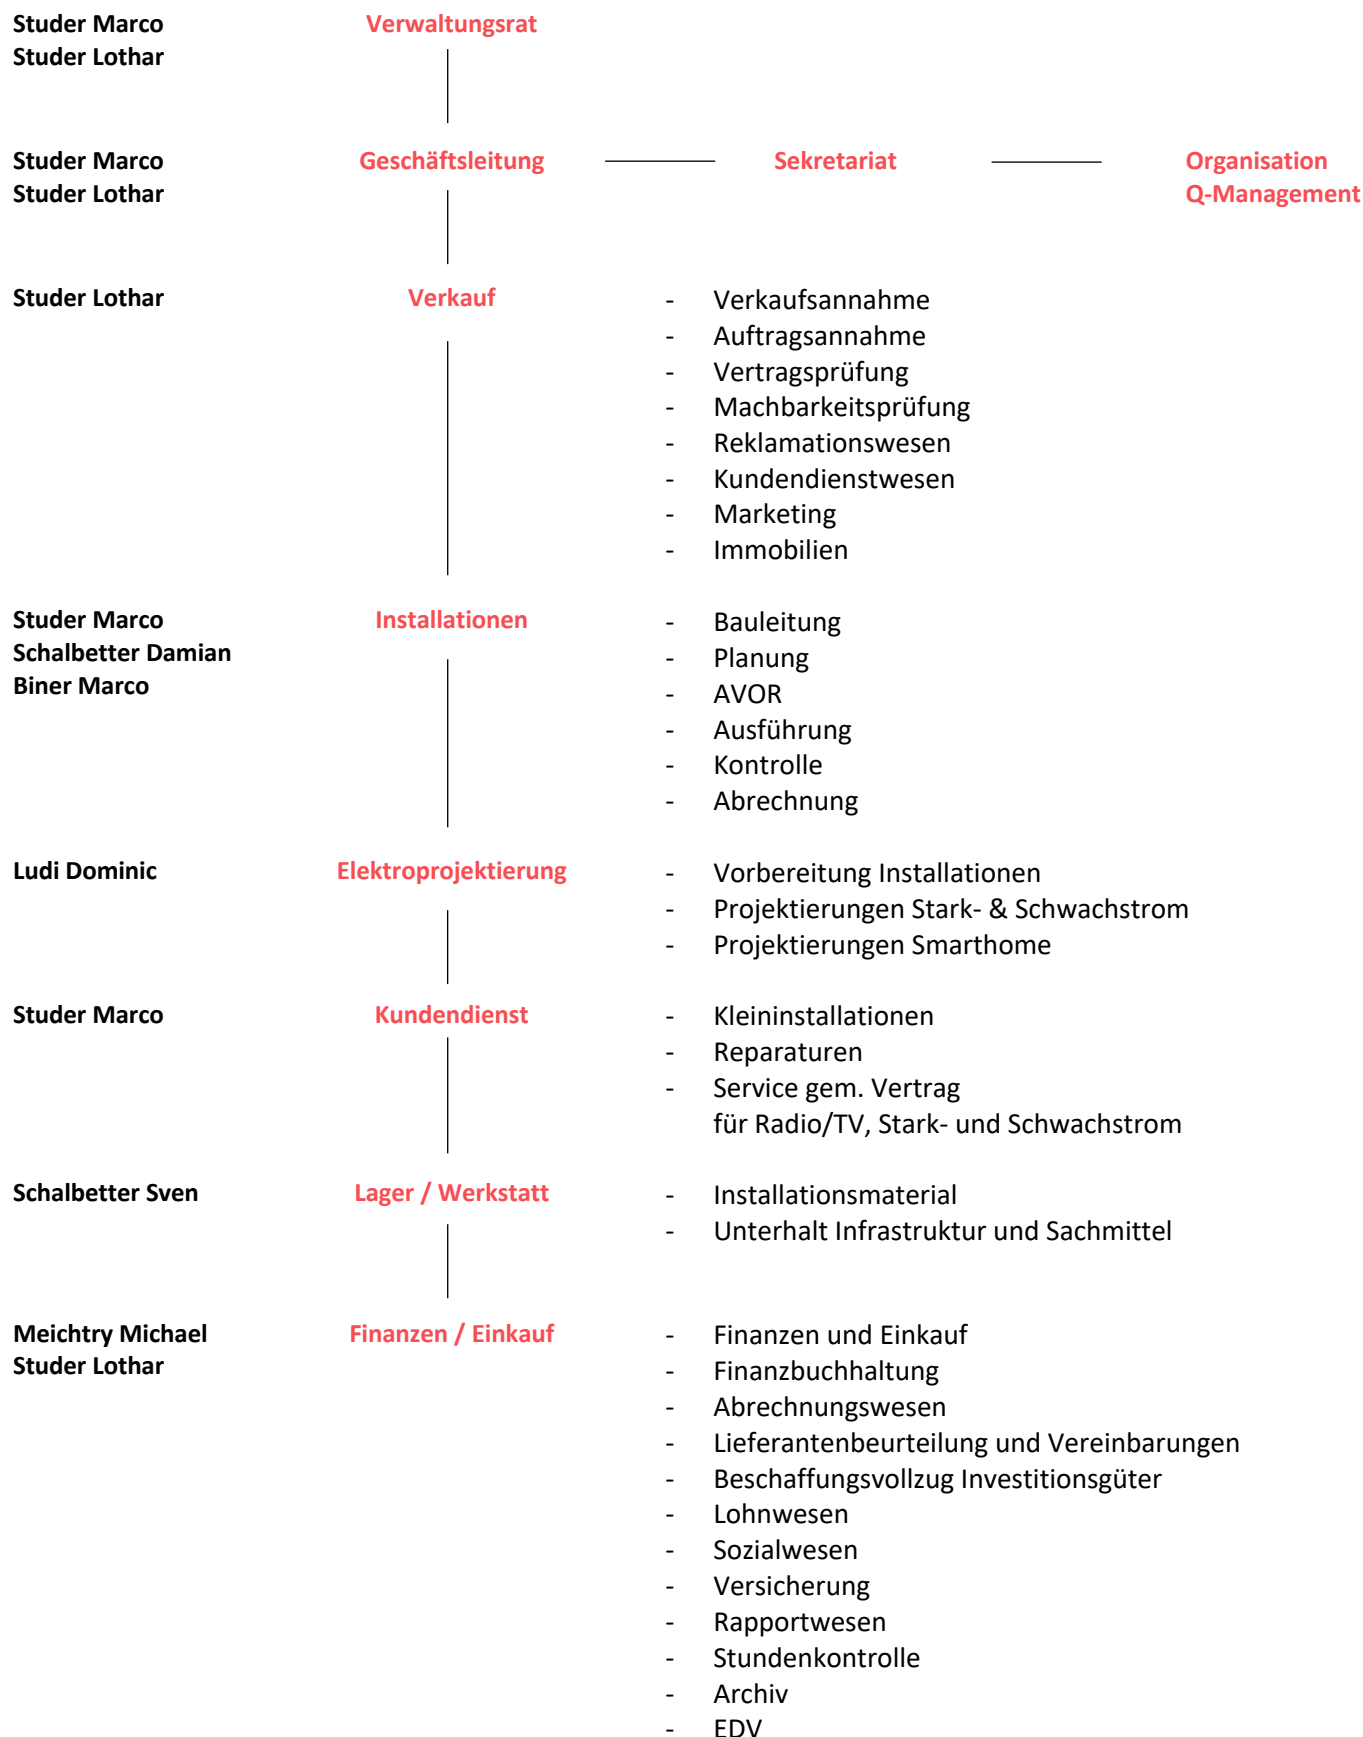 Studer Marco Verwaltungsrat
Studer Lothar
Studer Marco Geschäftsleitung Sekretariat Organisation
Studer Lothar Q-Management
Studer Lothar Verkauf - Verkaufsannahme
- Auftragsannahme
- Vertragsprüfung
- Machbarkeitsprüfung
- Reklamationswesen
- Kundendienstwesen
- Marketing
- Immobilien
Studer Marco Installationen - Bauleitung
Schalbetter Damian - Planung
Biner Marco - AVOR
- Ausführung
- Kontrolle
- Abrechnung
Ludi Dominic Elektroprojektierung - Vorbereitung Installationen
- Projektierungen Stark- & Schwachstrom
- Projektierungen Smarthome
Studer Marco Kundendienst - Kleininstallationen
- Reparaturen
- Service gem. Vertrag
für Radio/TV, Stark- und Schwachstrom
Schalbetter Sven Lager / Werkstatt - Installationsmaterial
- Unterhalt Infrastruktur und Sachmittel
Meichtry Michael Finanzen / Einkauf - Finanzen und Einkauf
Studer Lothar - Finanzbuchhaltung
- Abrechnungswesen
- Lieferantenbeurteilung und Vereinbarungen
- Beschaffungsvollzug Investitionsgüter
- Lohnwesen
- Sozialwesen
- Versicherung
- Rapportwesen
- Stundenkontrolle
- Archiv
- EDV